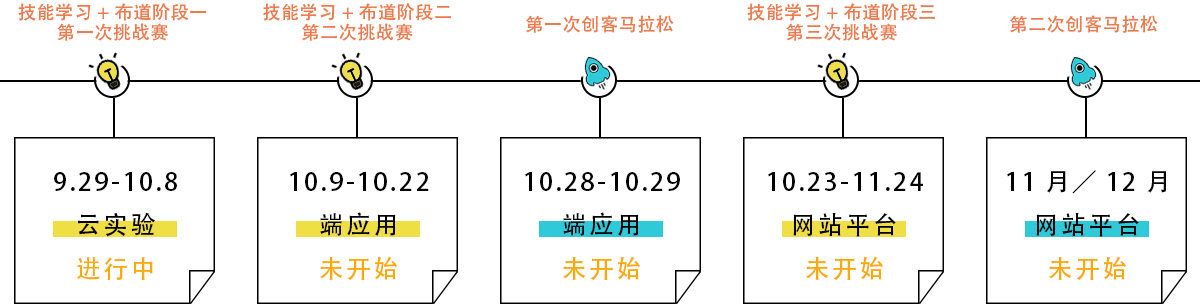 技能学习 + 布道阶段一
第一次挑战赛
技能学习 + 布道阶段二
第二次挑战赛
第一次创客马拉松
技能学习 + 布道阶段三
第三次挑战赛
第二次创客马拉松
9.29-10.8
云实验
进行中
10.9-10.22
端应用
未开始
10.28-10.29
端应用
未开始
10.23-11.24
网站平台
未开始
11 月／ 12 月
网站平台
未开始